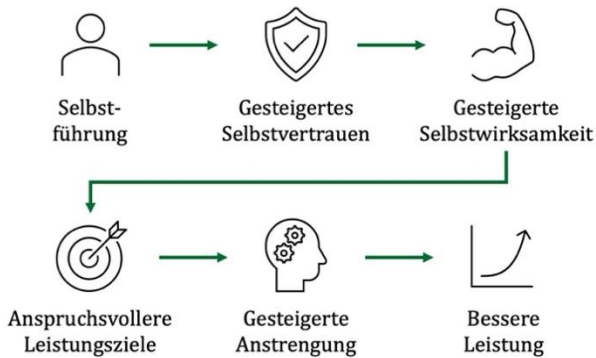 Selbst-
führung
Gesteigertes
Selbstvertrauen
Gesteigerte
Selbstwirksamkeit
Anspruchsvollere
Leistungsziele
Gesteigerte
Anstrengung
Bessere
Leistung